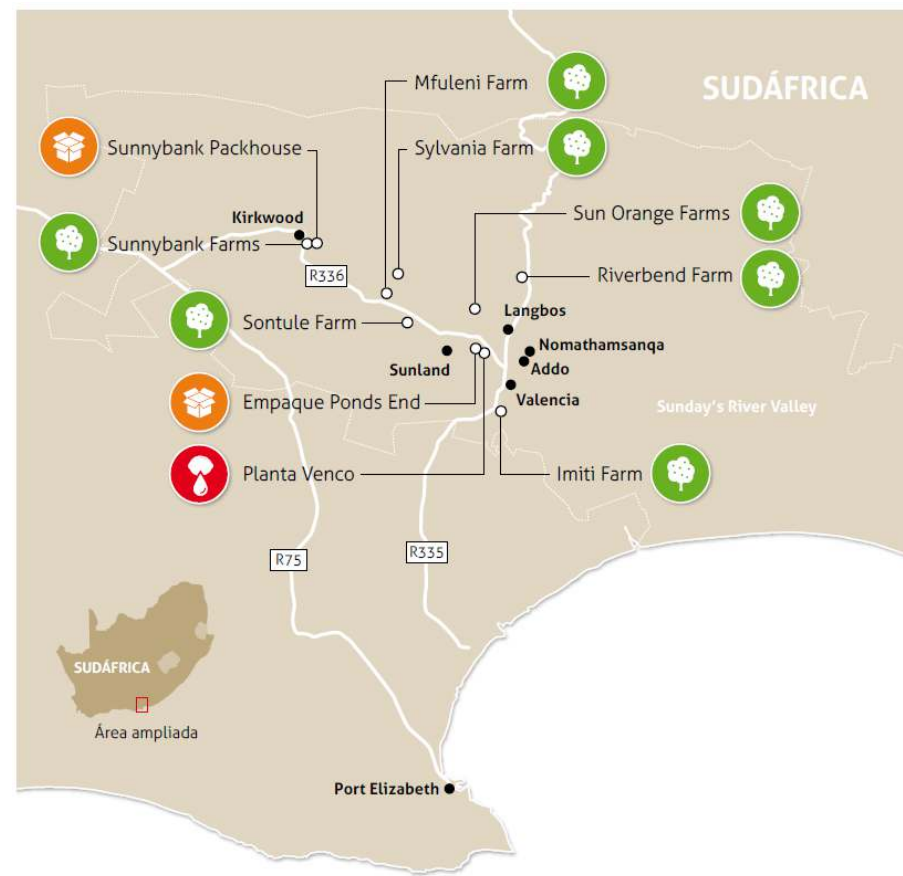 Mfuleni Farm
SUDÁFRICA
Sunnybank Packhouse
Sylvania Farm
Kirkwood
Sun Orange Farms
Sunnybank Farms
R336
Riverbend Farm
Langbos
Sontule Farm
Nomathamsanqa
Sunland
Addo
Empaque Ponds End
Valencia
Sunday's River Valley
Planta Venco
Imiti Farm
R75
R335
SUDÁFRICA
Área ampliada
Port Elizabeth